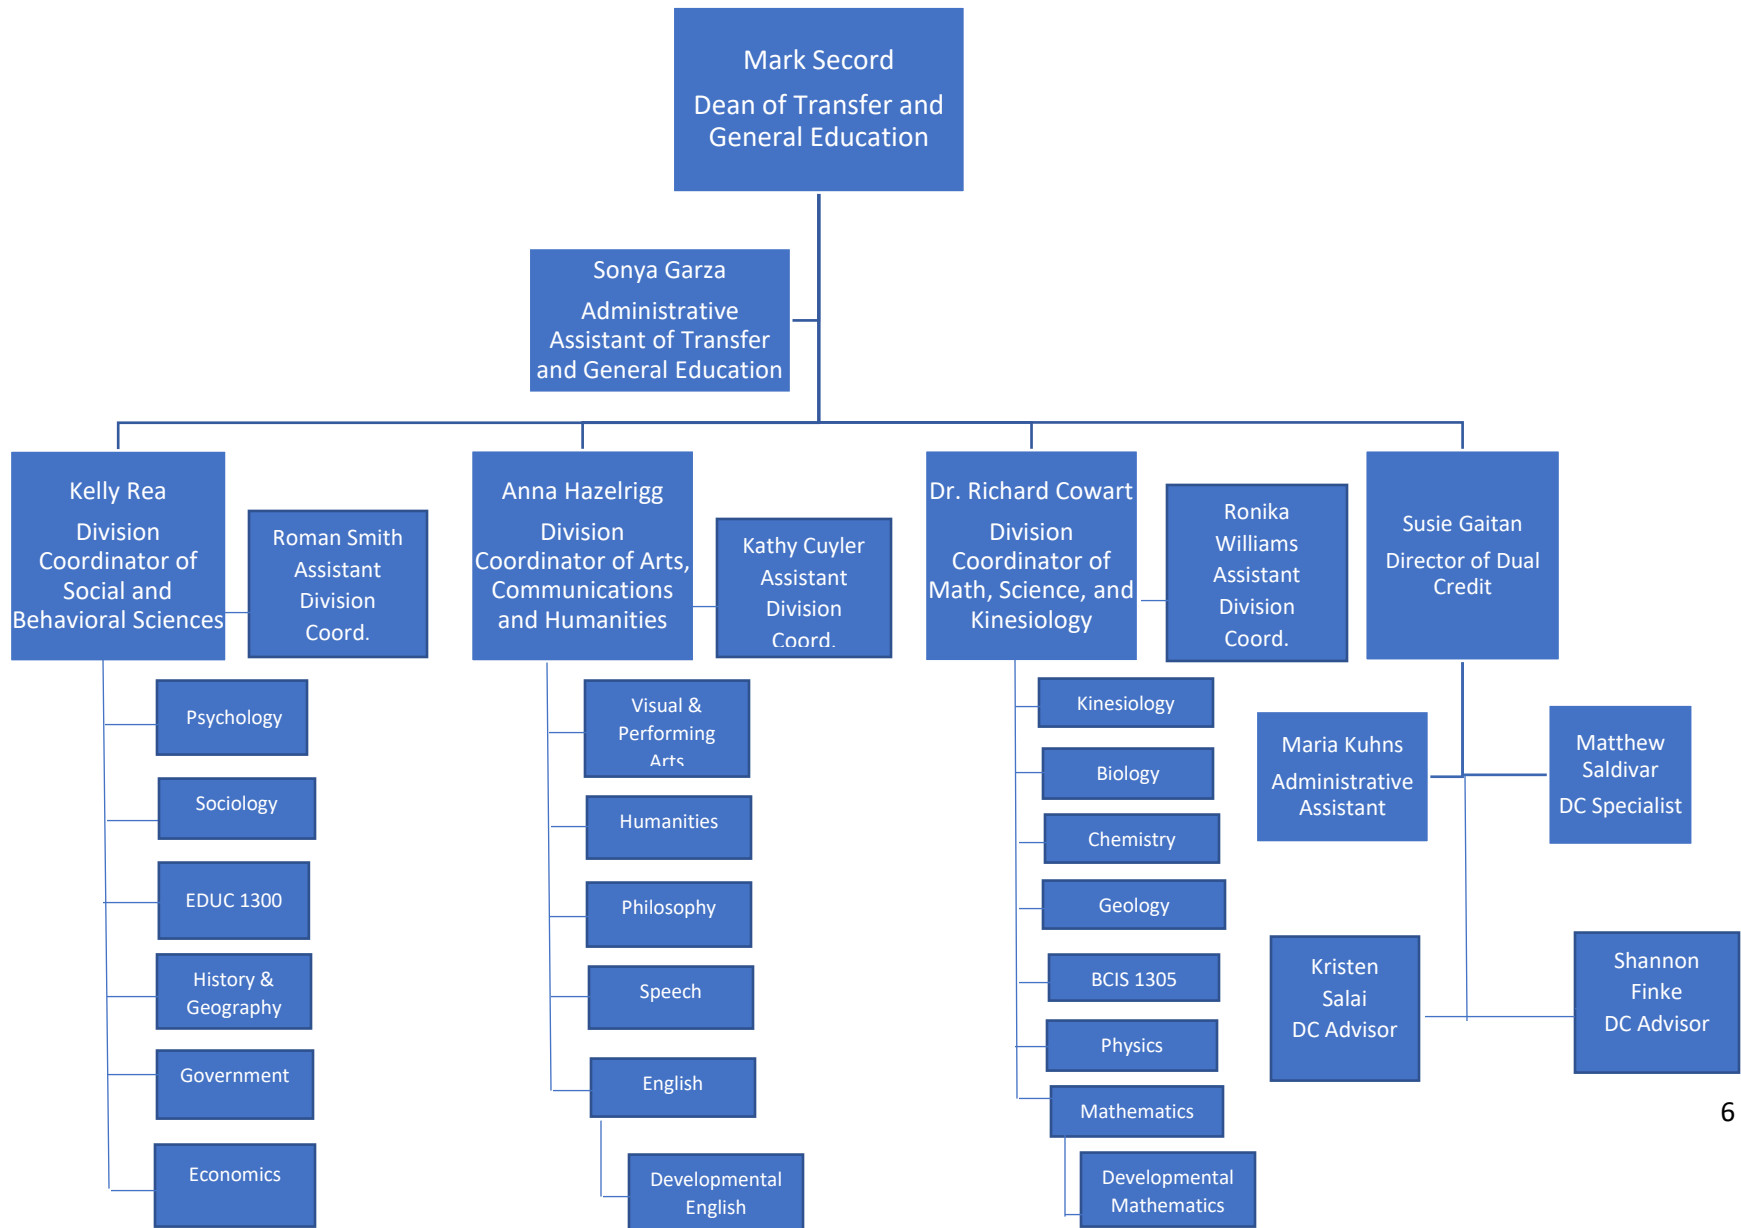 Mark Secord
Dean of Transfer and
General Education
Sonya Garza
Administrative
Assistant of Transfer
and General Education
Kelly Rea
Division
Coordinator of
Social and
Behavioral Sciences
Roman Smith
Assistant
Division
Coord.
Psychology
Sociology
EDUC 1300
History &
Geography
Government
Economics
Anna Hazelrigg
Division
Coordinator of Arts,
Communications
and Humanities
Kathy Cuyler
Assistant
Division
Coord.
Visual &
Performing
Arts
Humanities
Philosophy
Speech
English
Developmental
English
Dr. Richard Cowart
Division
Coordinator of
Math, Science, and
Kinesiology
Ronika
Williams
Assistant
Division
Coord.
Kinesiology
Biology
Chemistry
Geology
BCIS 1305
Physics
Mathematics
Developmental
Mathematics
Susie Gaitan
Director of Dual
Credit
Maria Kuhns
Administrative
Assistant
Matthew
Saldivar
DC Specialist
Kristen
Salai
DC Advisor
Shannon
Finke
DC Advisor
6